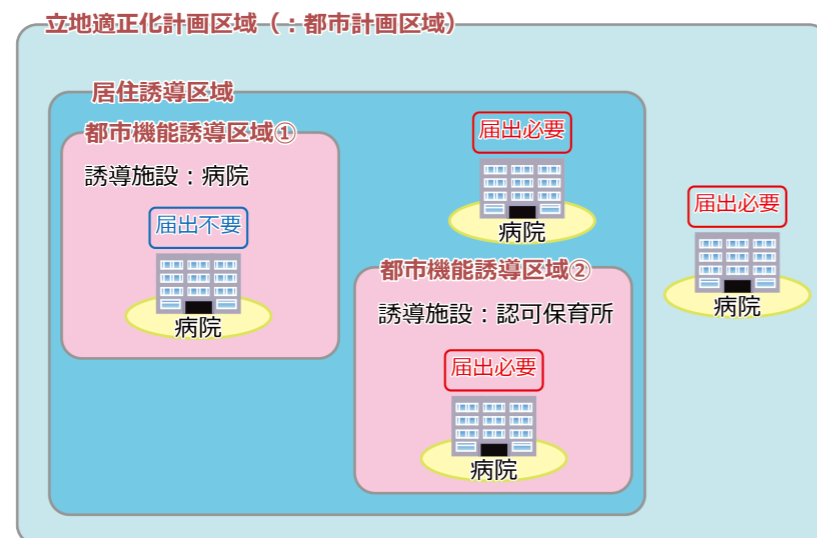 立地適正化計画区域（：都市計画区域）
居住誘導区域
都市機能誘導区域①
誘導施設：病院
届出不要
病院
届出必要
病院
届出必要
病院
都市機能誘導区域②
誘導施設：認可保育所
届出必要
病院